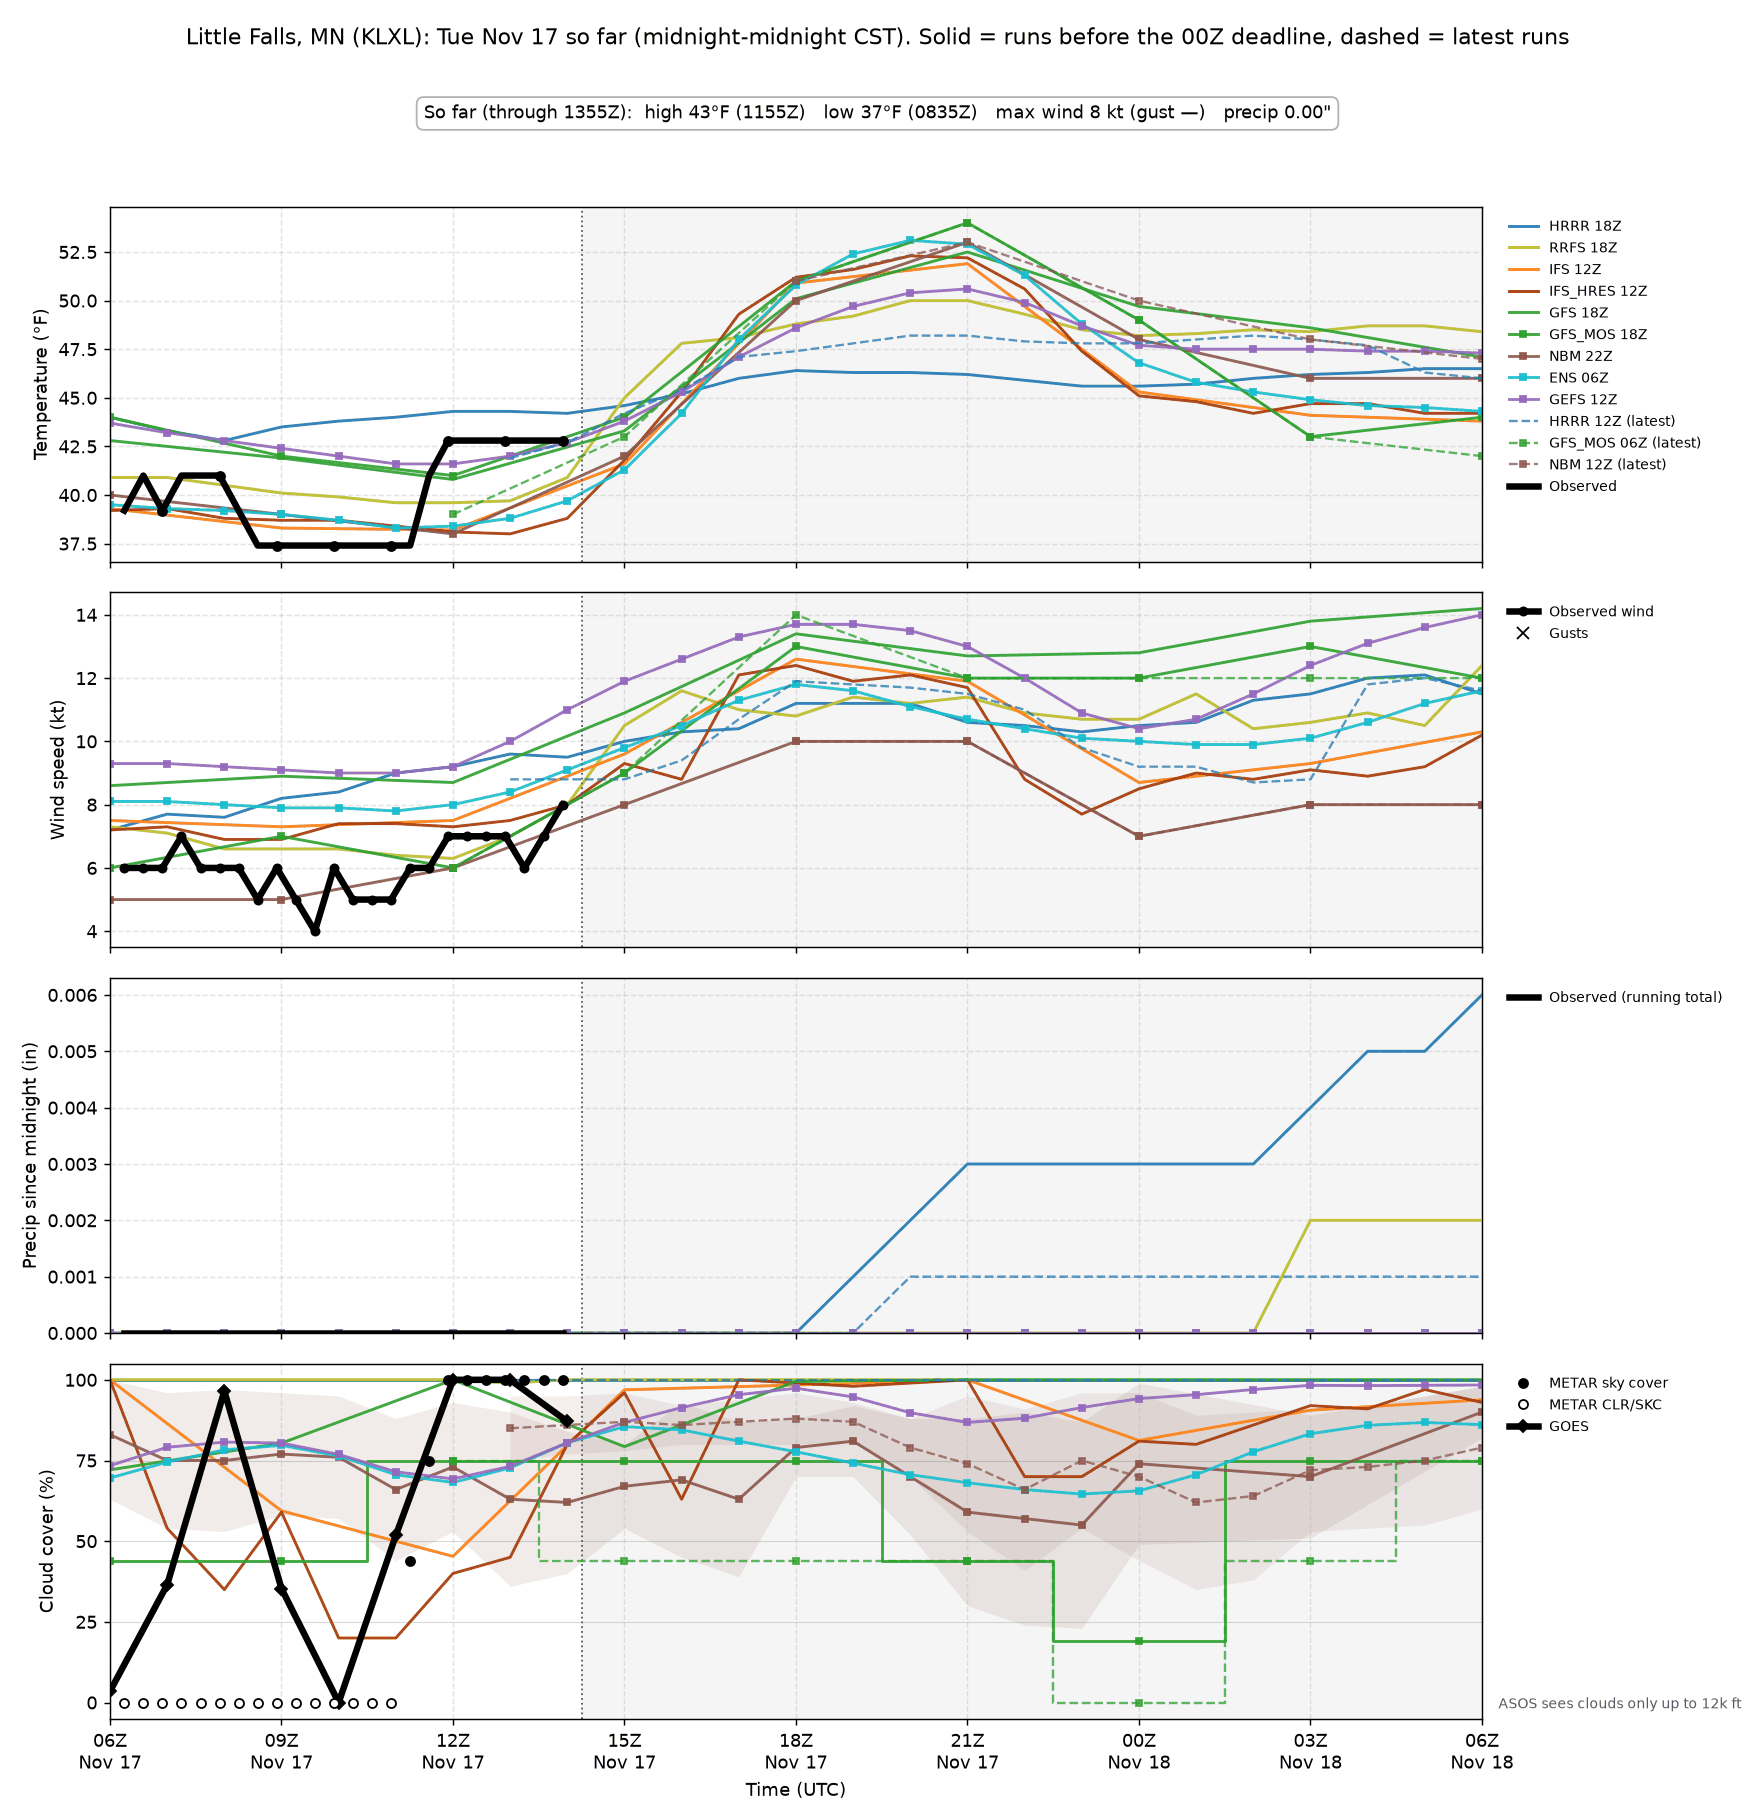 Little Falls, MN (KLXL): Tue Nov 17 so far (midnight-midnight CST). Solid = runs before the 00Z deadline, dashed = latest runs
So far (through 1355Z):  high 43°F (1155Z)   low 37°F (0835Z)   max wind 8 kt (gust —)   precip 0.00"
Temperature (°F)
52.5
50.0
47.5
45.0
42.5
40.0
37.5
HRRR 18Z
RRFS 18Z
IFS 12Z
IFS_HRES 12Z
GFS 18Z
GFS_MOS 18Z
NBM 22Z
ENS 06Z
GEFS 12Z
HRRR 12Z (latest)
GFS_MOS 06Z (latest)
NBM 12Z (latest)
Observed
Wind speed (kt)
14
12
10
8
6
4
Observed wind
Gusts
Precip since midnight (in)
0.006
0.005
0.004
0.003
0.002
0.001
0.000
Observed (running total)
Cloud cover (%)
100
75
50
25
0
METAR sky cover
METAR CLR/SKC
GOES
ASOS sees clouds only up to 12k ft
06Z
Nov 17
09Z
Nov 17
12Z
Nov 17
15Z
Nov 17
18Z
Nov 17
21Z
Nov 17
00Z
Nov 18
03Z
Nov 18
06Z
Nov 18
Time (UTC)